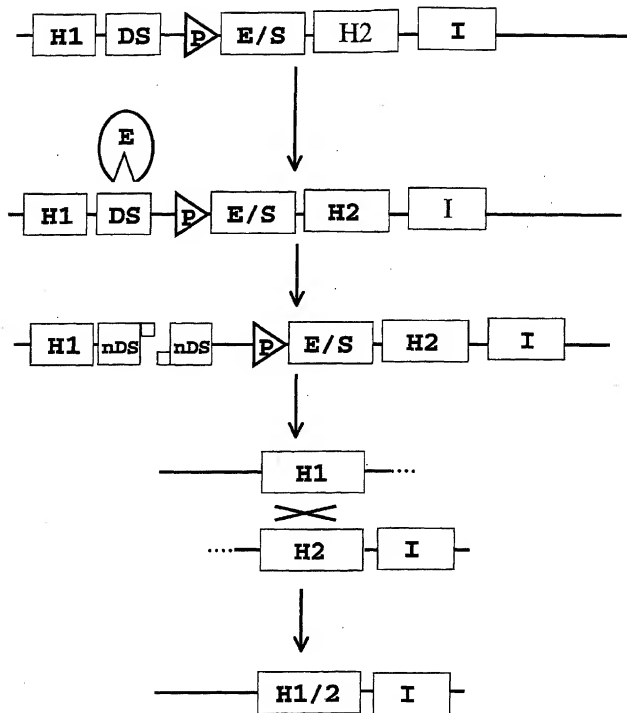 H1 DS P E/S H2 I
E
H1 DS P E/S H2 I
H1 nDS nDS P E/S H2 I
H1
H2 I
H1/2 I